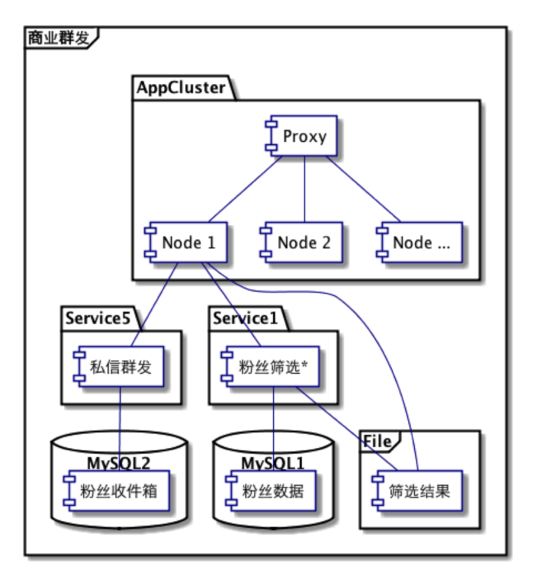 商业群发
AppCluster
Proxy
Node 1
Node 2
Node ...
Service5
Service1
私信群发
粉丝筛选*
File
MySQL2
MySQL1
粉丝收件箱
粉丝数据
筛选结果